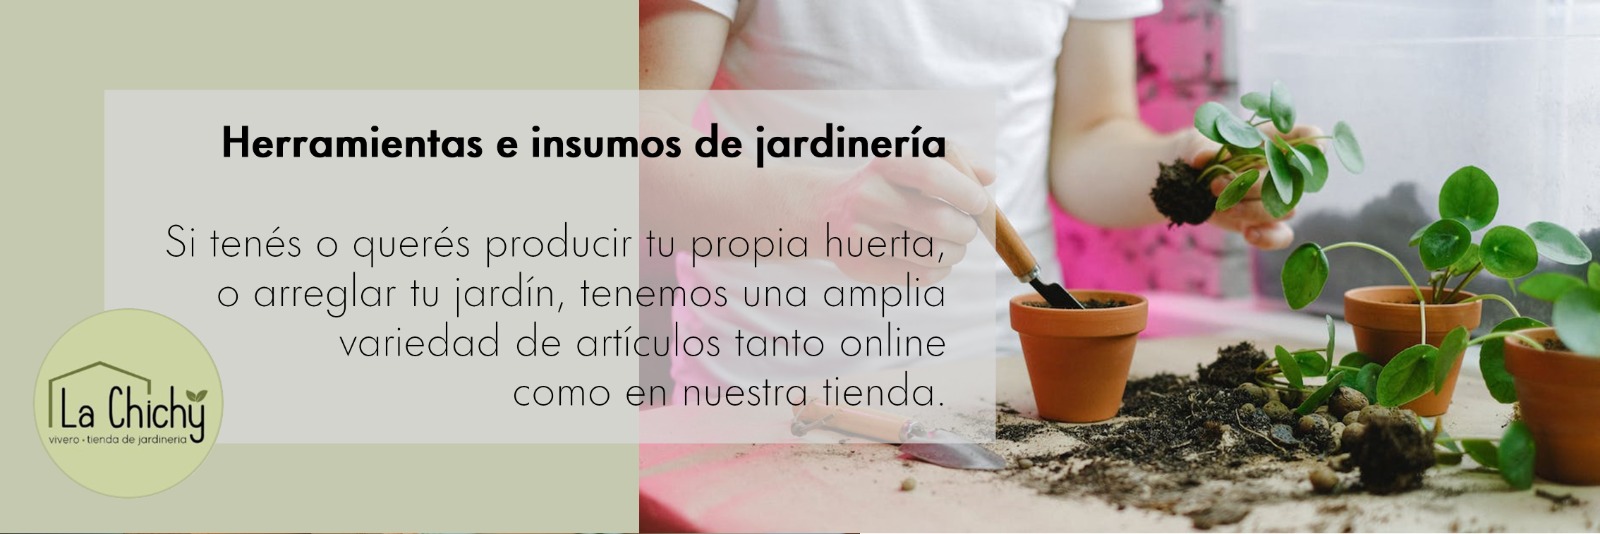 Herramientas e insumos de jardinería
Si tenés o querés producir tu propia huerta,
o arreglar tu jardín, tenemos una amplia
variedad de artículos tanto online
como en nuestra tienda.
La Chichy
vivero - tienda de jardineria